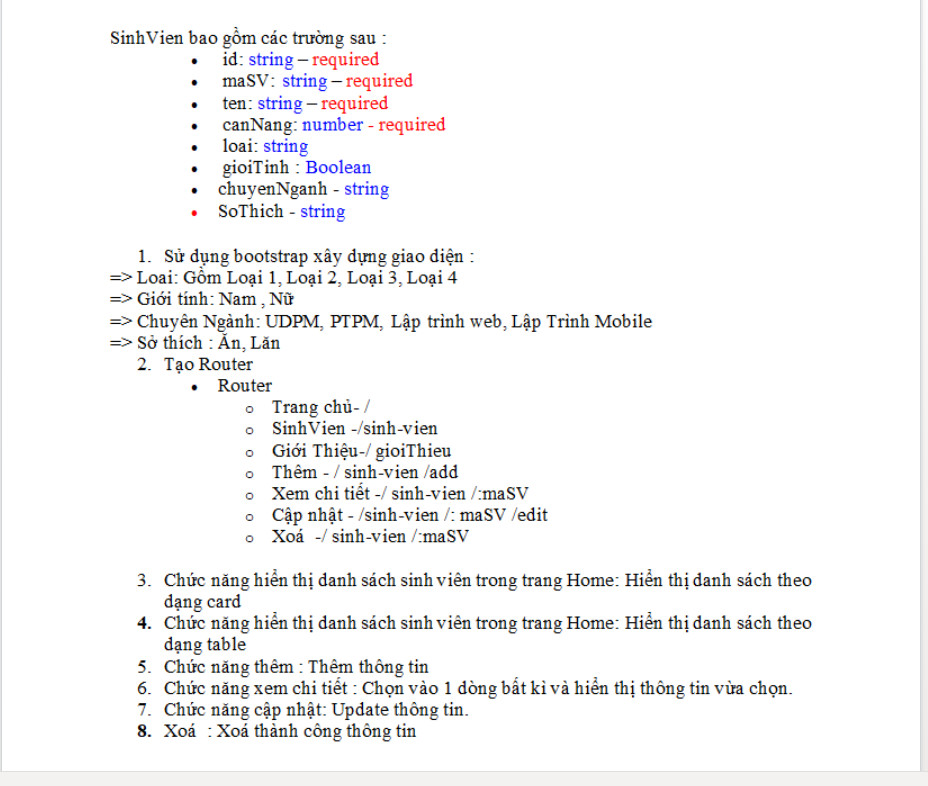 SinhVien bao gồm các trường sau :
• id: string – required
• maSV: string – required
• ten: string – required
• canNang: number - required
• loai: string
• gioiTinh : Boolean
• chuyenNganh - string
• SoThich - string
1. Sử dụng bootstrap xây dựng giao diện :
=> Loai: Gồm Loại 1, Loại 2, Loại 3, Loại 4
=> Giới tính: Nam , Nữ
=> Chuyên Ngành: UDPM, PTPM, Lập trình web, Lập Trình Mobile
=> Sở thích : Ăn, Lăn
2. Tạo Router
• Router
o Trang chủ- /
o SinhVien -/sinh-vien
o Giới Thiệu-/ gioiThieu
o Thêm - / sinh-vien /add
o Xem chi tiết -/ sinh-vien /:maSV
o Cập nhật - /sinh-vien /: maSV /edit
o Xoá -/ sinh-vien /:maSV
3. Chức năng hiển thị danh sách sinh viên trong trang Home: Hiển thị danh sách theo
dạng card
4. Chức năng hiển thị danh sách sinh viên trong trang Home: Hiển thị danh sách theo
dạng table
5. Chức năng thêm : Thêm thông tin
6. Chức năng xem chi tiết : Chọn vào 1 dòng bất kì và hiển thị thông tin vừa chọn.
7. Chức năng cập nhật: Update thông tin.
8. Xoá : Xoá thành công thông tin